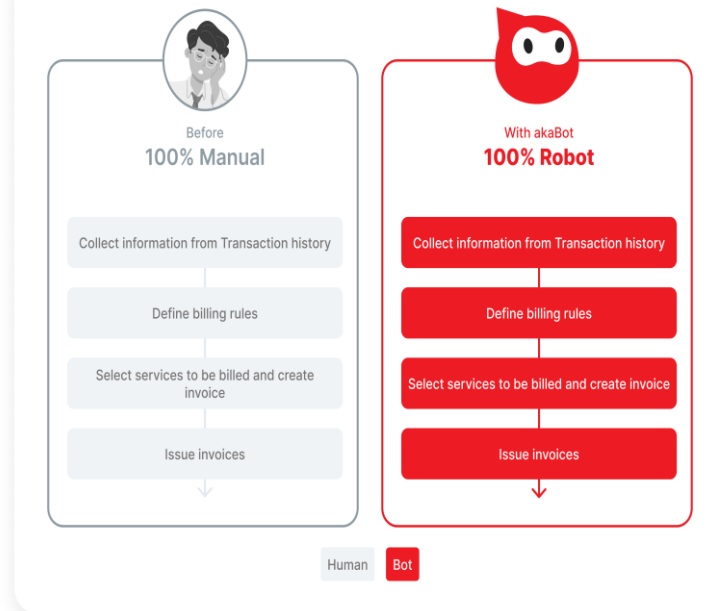 Before
100% Manual
Collect information from Transaction history
Define billing rules
Select services to be billed and create
invoice
Issue invoices
With akaBot
100% Robot
Collect information from Transaction history
Define billing rules
Select services to be billed and create invoice
Issue invoices
Human
Bot